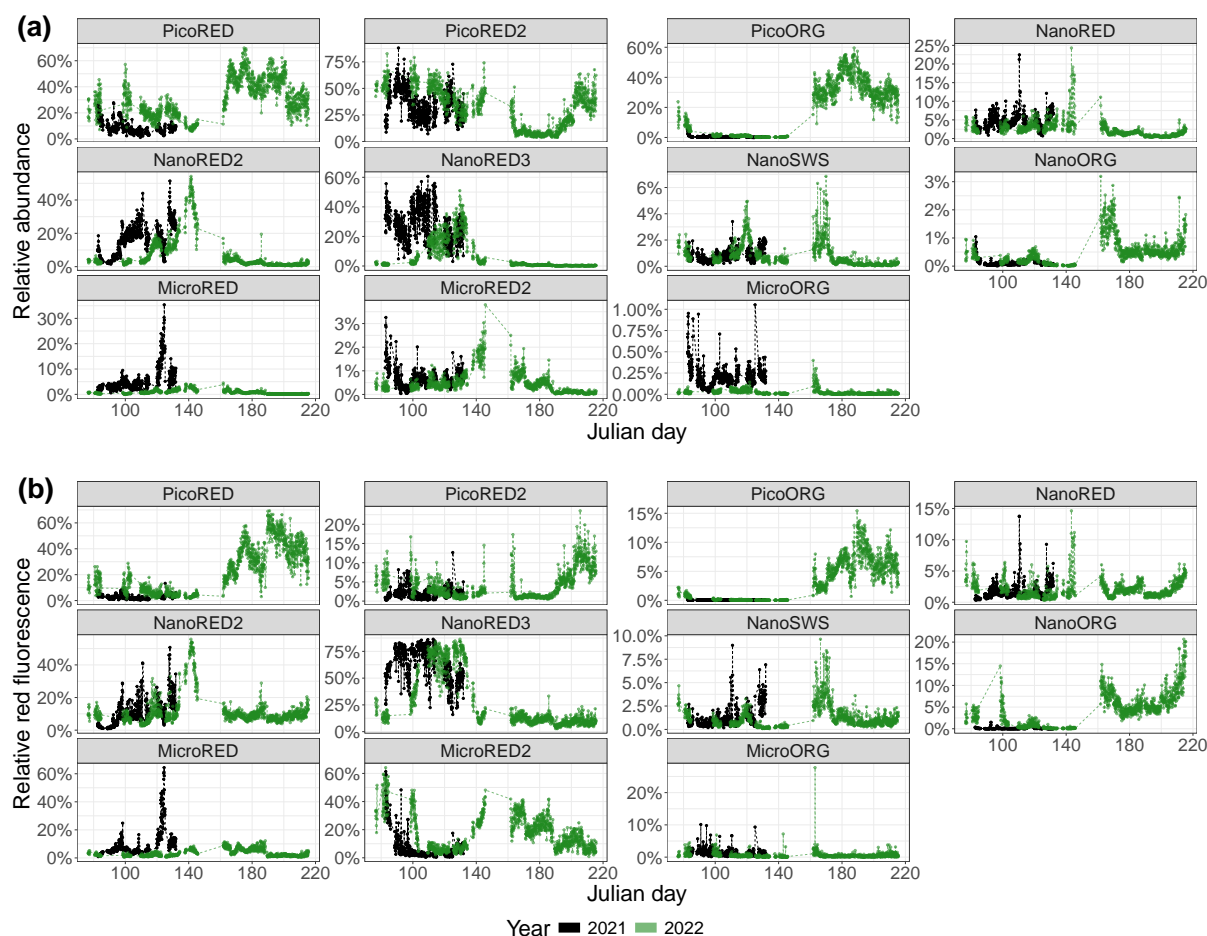 (a)
PicoRED PicoRED2 PicoORG NanoRED
60% 40% 20% 0%
75% 50% 25% 0%
60% 40% 20% 0%
25% 20% 15% 10% 5% 0%
NanoRED2 NanoRED3 NanoSWS NanoORG
40% 20% 0%
60% 40% 20% 0%
6% 4% 2% 0%
3% 2% 1% 0%
MicroRED MicroRED2 MicroORG
30% 20% 10% 0%
3% 2% 1% 0%
1.00% 0.75% 0.50% 0.25% 0.00%
100 140 180 220
100 140 180 220
100 140 180 220
100 140 180 220
Relative abundance
Julian day
(b)
PicoRED PicoRED2 PicoORG NanoRED
60% 40% 20% 0%
20% 15% 10% 5% 0%
15% 10% 5% 0%
15% 10% 5% 0%
NanoRED2 NanoRED3 NanoSWS NanoORG
40% 20% 0%
75% 50% 25% 0%
10.0% 7.5% 5.0% 2.5% 0.0%
20% 15% 10% 5% 0%
MicroRED MicroRED2 MicroORG
60% 40% 20% 0%
60% 40% 20% 0%
30% 20% 10% 0%
100 140 180 220
100 140 180 220
100 140 180 220
100 140 180 220
Relative red fluorescence
Julian day
Year 2021 2022